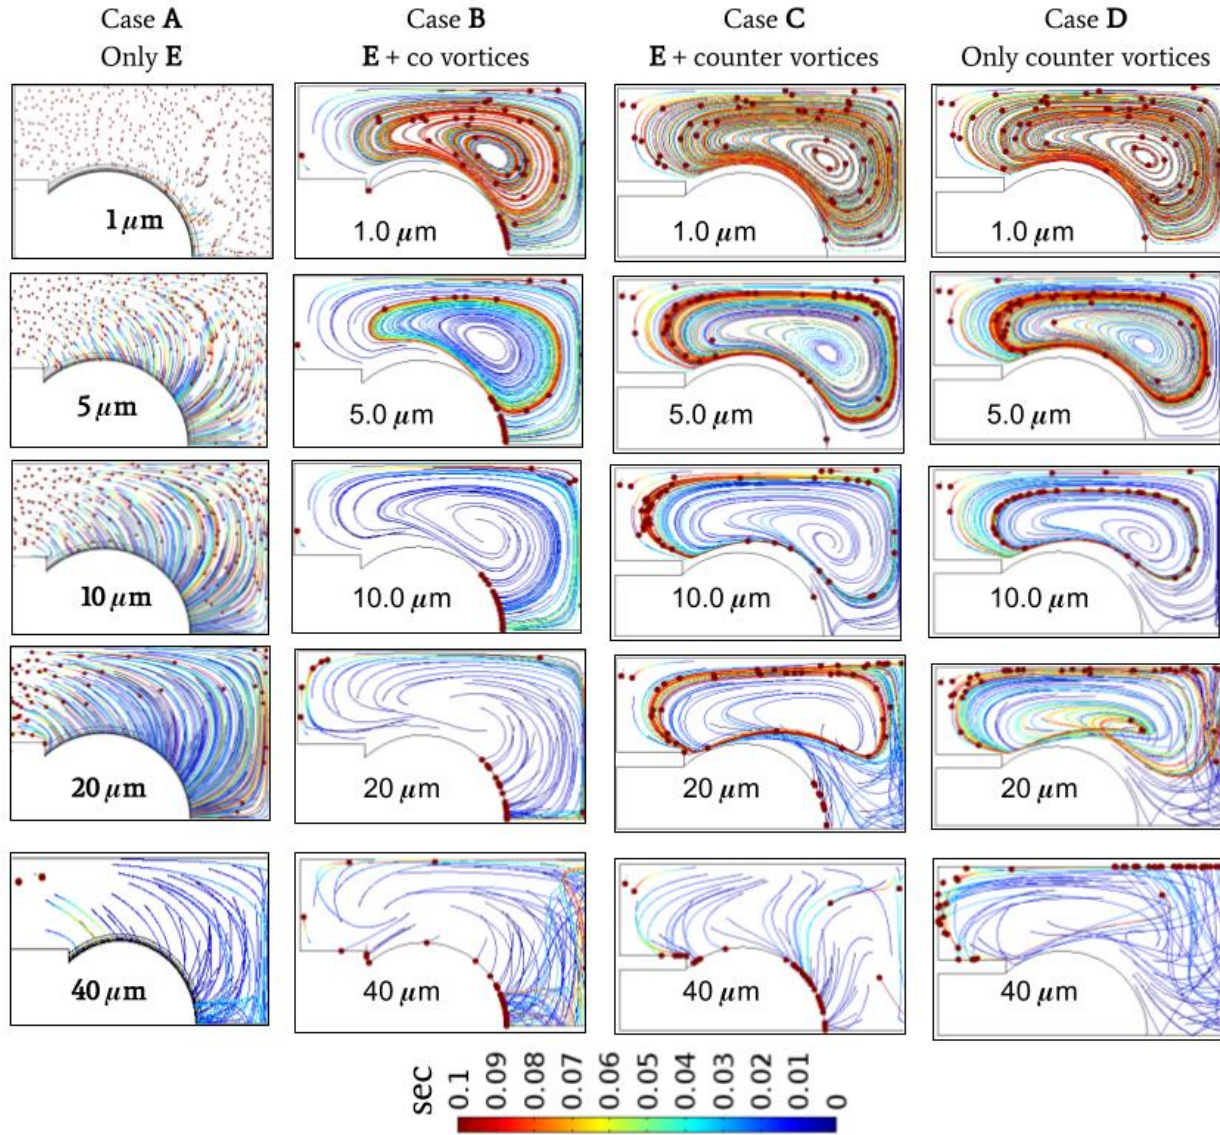 Case A Case B Case C Case D
Only E E + co vortices E + counter vortices Only counter vortices
1 μm 1.0 μm 1.0 μm 1.0 μm
5 μm 5.0 μm 5.0 μm 5.0 μm
10 μm 10.0 μm 10.0 μm 10.0 μm
20 μm 20 μm 20 μm 20 μm
40 μm 40 μm 40 μm 40 μm
sec 0.1 0.09 0.08 0.07 0.06 0.05 0.04 0.03 0.02 0.01 0